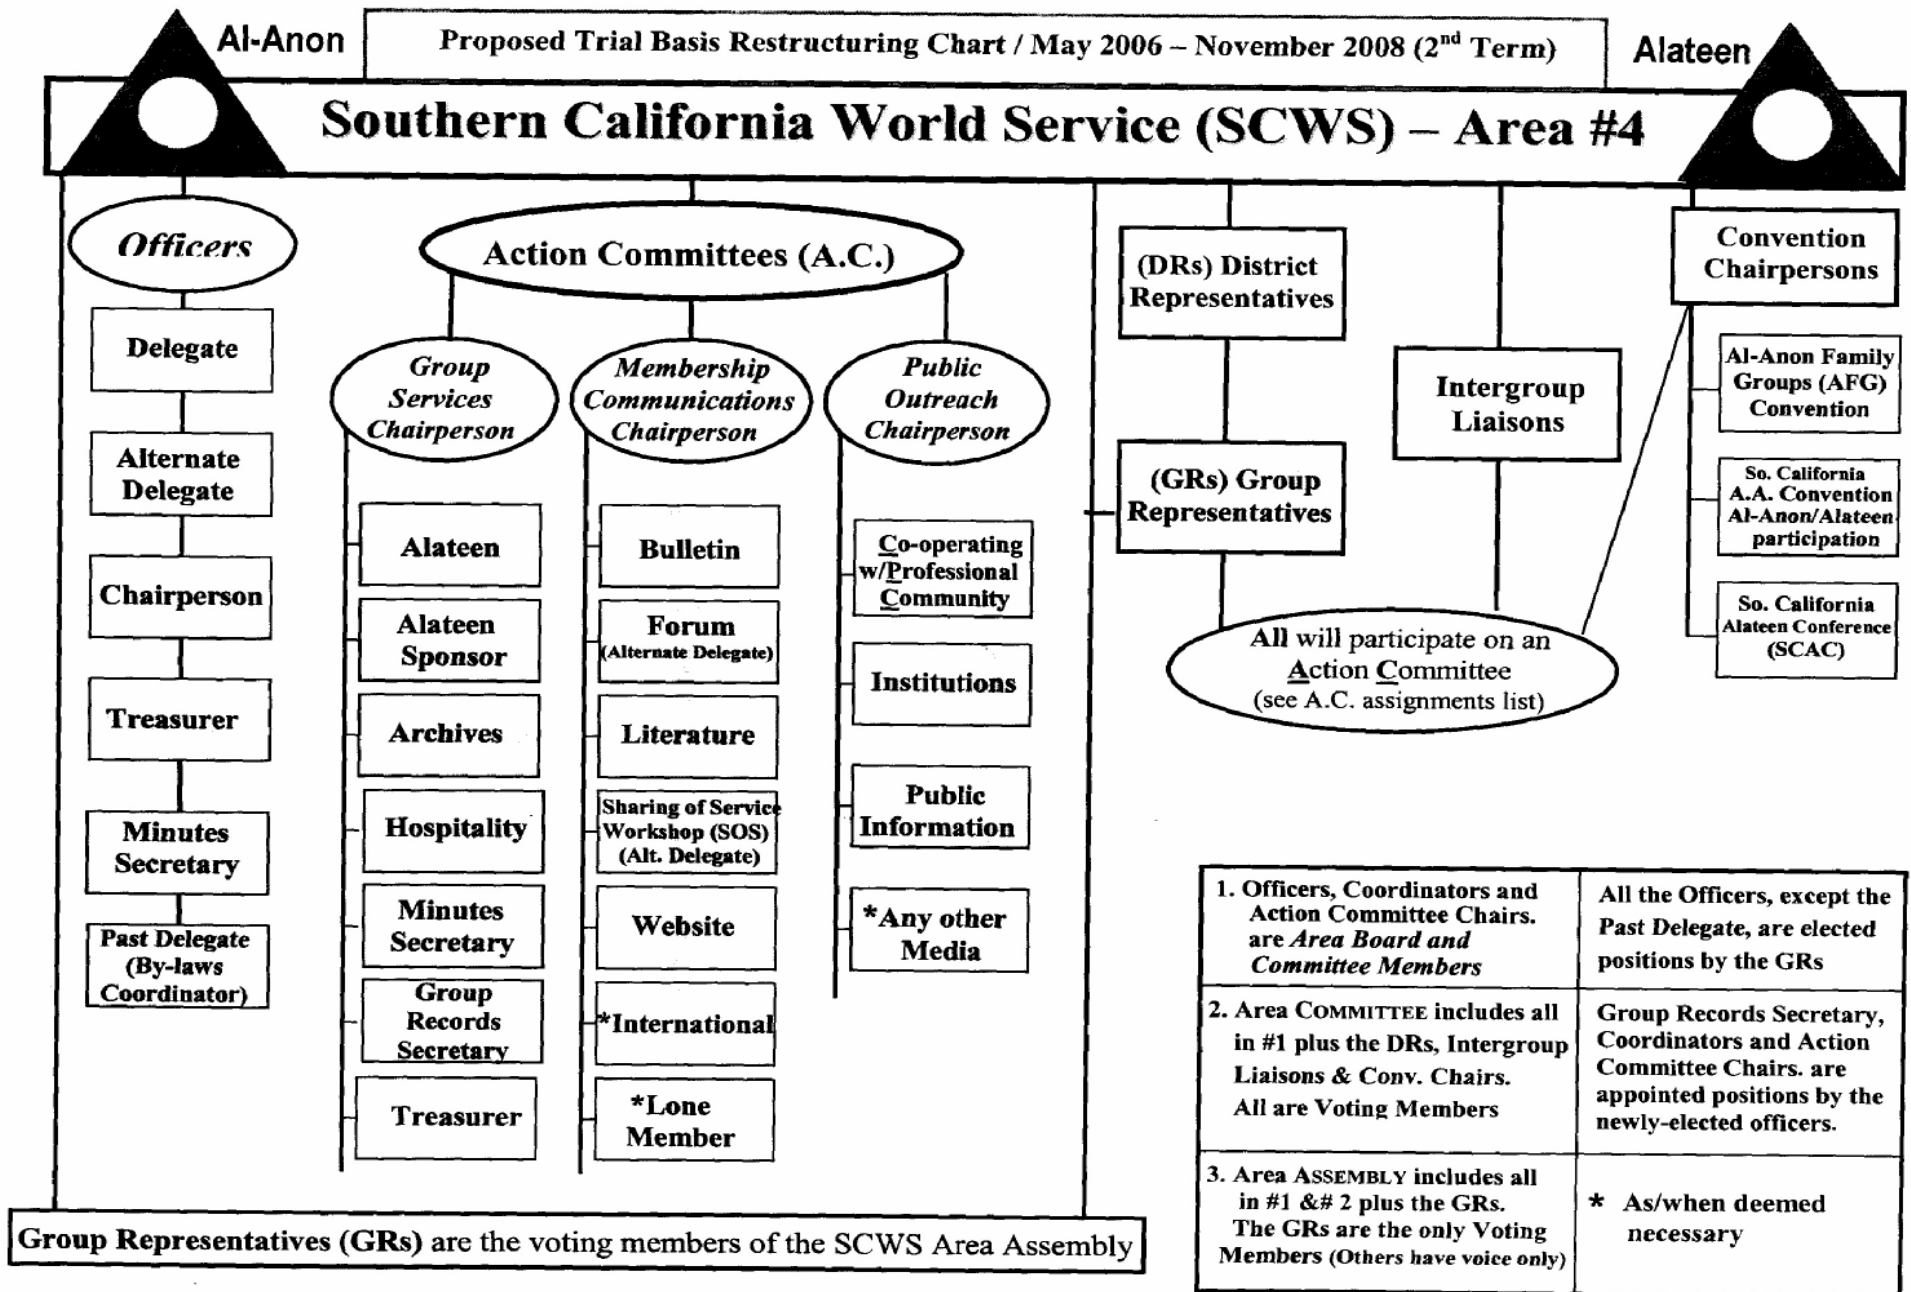 Al-Anon
Proposed Trial Basis Restructuring Chart / May 2006 – November 2008 (2nd Term)
Alateen
Southern California World Service (SCWS) – Area #4
Officers
Delegate
Alternate
Delegate
Chairperson
Treasurer
Minutes
Secretary
Past Delegate
(By-laws
Coordinator)
Action Committees (A.C.)
Group
Services
Chairperson
Alateen
Alateen
Sponsor
Archives
Hospitality
Minutes
Secretary
Group
Records
Secretary
Treasurer
Membership
Communications
Chairperson
Bulletin
Forum
(Alternate Delegate)
Literature
Sharing of Service
Workshop (SOS)
(Alt. Delegate)
Website
*International
*Lone
Member
Public
Outreach
Chairperson
Co-operating
w/Professional
Community
Institutions
Public
Information
*Any other
Media
(DRs) District
Representatives
(GRs) Group
Representatives
Intergroup
Liaisons
All will participate on an
Action Committee
(see A.C. assignments list)
Convention
Chairpersons
Al-Anon Family
Groups (AFG)
Convention
So. California
A.A. Convention
Al-Anon/Alateen
participation
So. California
Alateen Conference
(SCAC)
1. Officers, Coordinators and
Action Committee Chairs.
are Area Board and
Committee Members
All the Officers, except the
Past Delegate, are elected
positions by the GRs
2. Area COMMITTEE includes all
in #1 plus the DRs, Intergroup
Liaisons & Conv. Chairs.
All are Voting Members
Group Records Secretary,
Coordinators and Action
Committee Chairs. are
appointed positions by the
newly-elected officers.
3. Area ASSEMBLY includes all
in #1 &# 2 plus the GRs.
The GRs are the only Voting
Members (Others have voice only)
* As/when deemed
necessary
Group Representatives (GRs) are the voting members of the SCWS Area Assembly